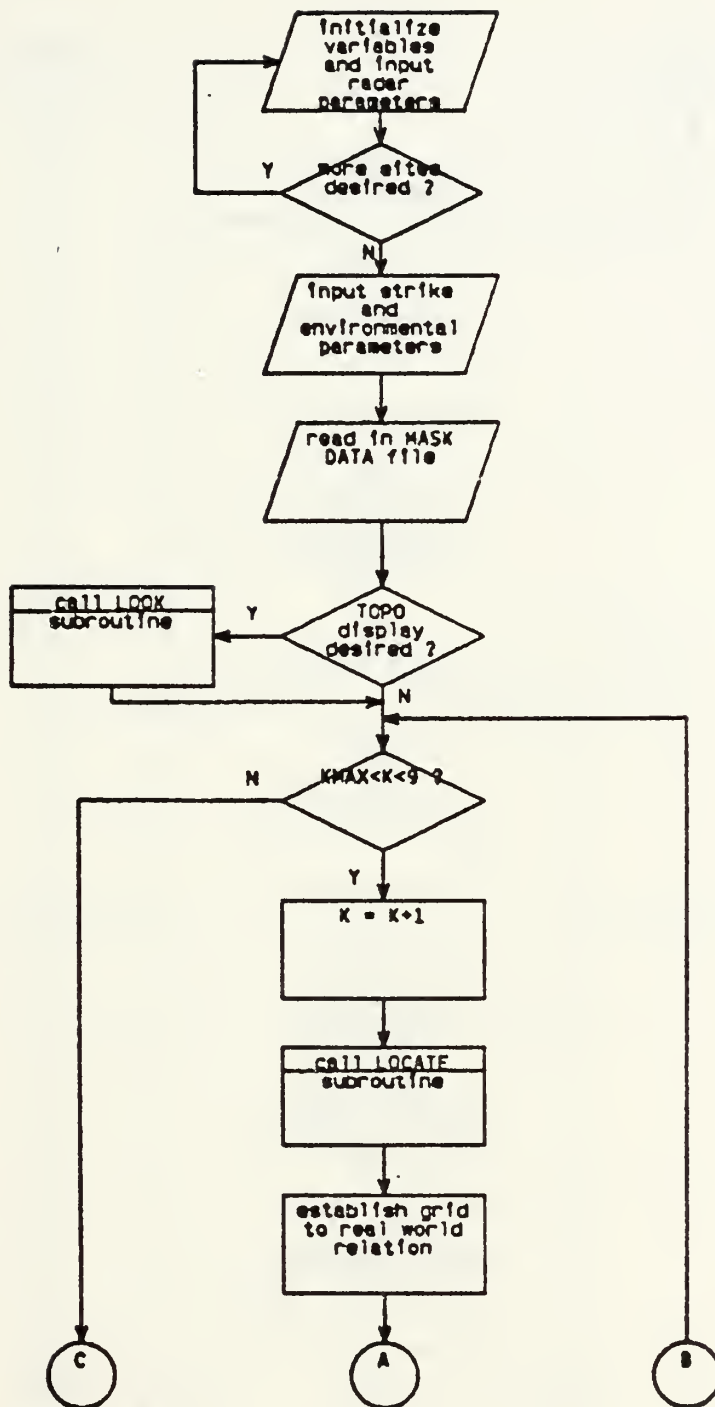 initialize
variables
and input
radar
parameters
Y
more sites
desired ?
N
input strike
and
environmental
parameters
read in MASK
DATA file
call LOOK
subroutine
Y
TOPO
display
desired ?
N
N
KMAX<K<9 ?
Y
K = K+1
call LOCATE
subroutine
establish grid
to real world
relation
C
A
B